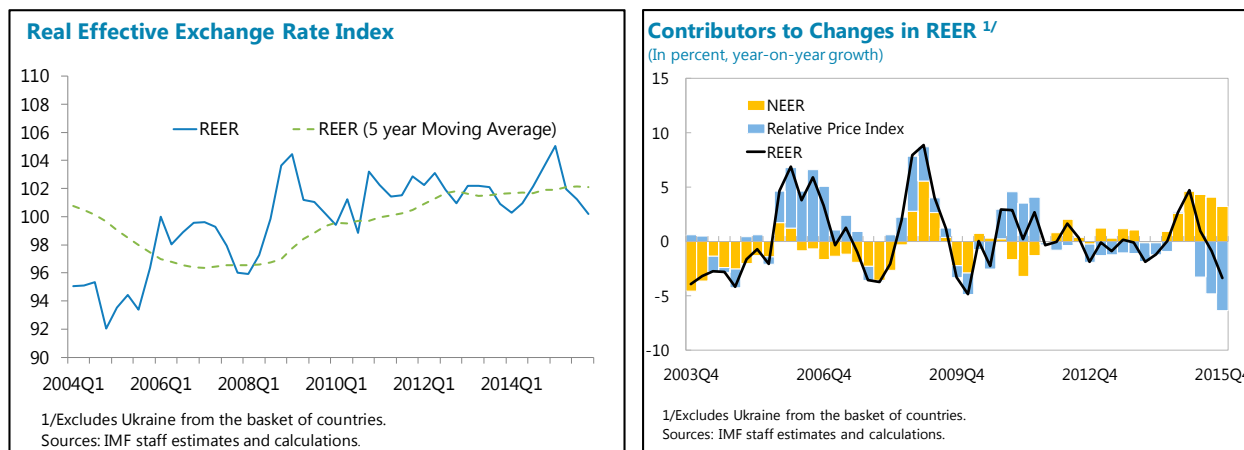 Real Effective Exchange Rate Index
110
108
106
104
102
100
98
96
94
92
90
REER
REER (5 year Moving Average)
2004Q1
2006Q1
2008Q1
2010Q1
2012Q1
2014Q1
1/Excludes Ukraine from the basket of countries.
Sources: IMF staff estimates and calculations.
Contributors to Changes in REER 1/
(In percent, year-on-year growth)
15
10
5
0
-5
-10
NEER
Relative Price Index
REER
2003Q4
2006Q4
2009Q4
2012Q4
2015Q4
1/Excludes Ukraine from the basket of countries.
Sources: IMF staff estimates and calculations.